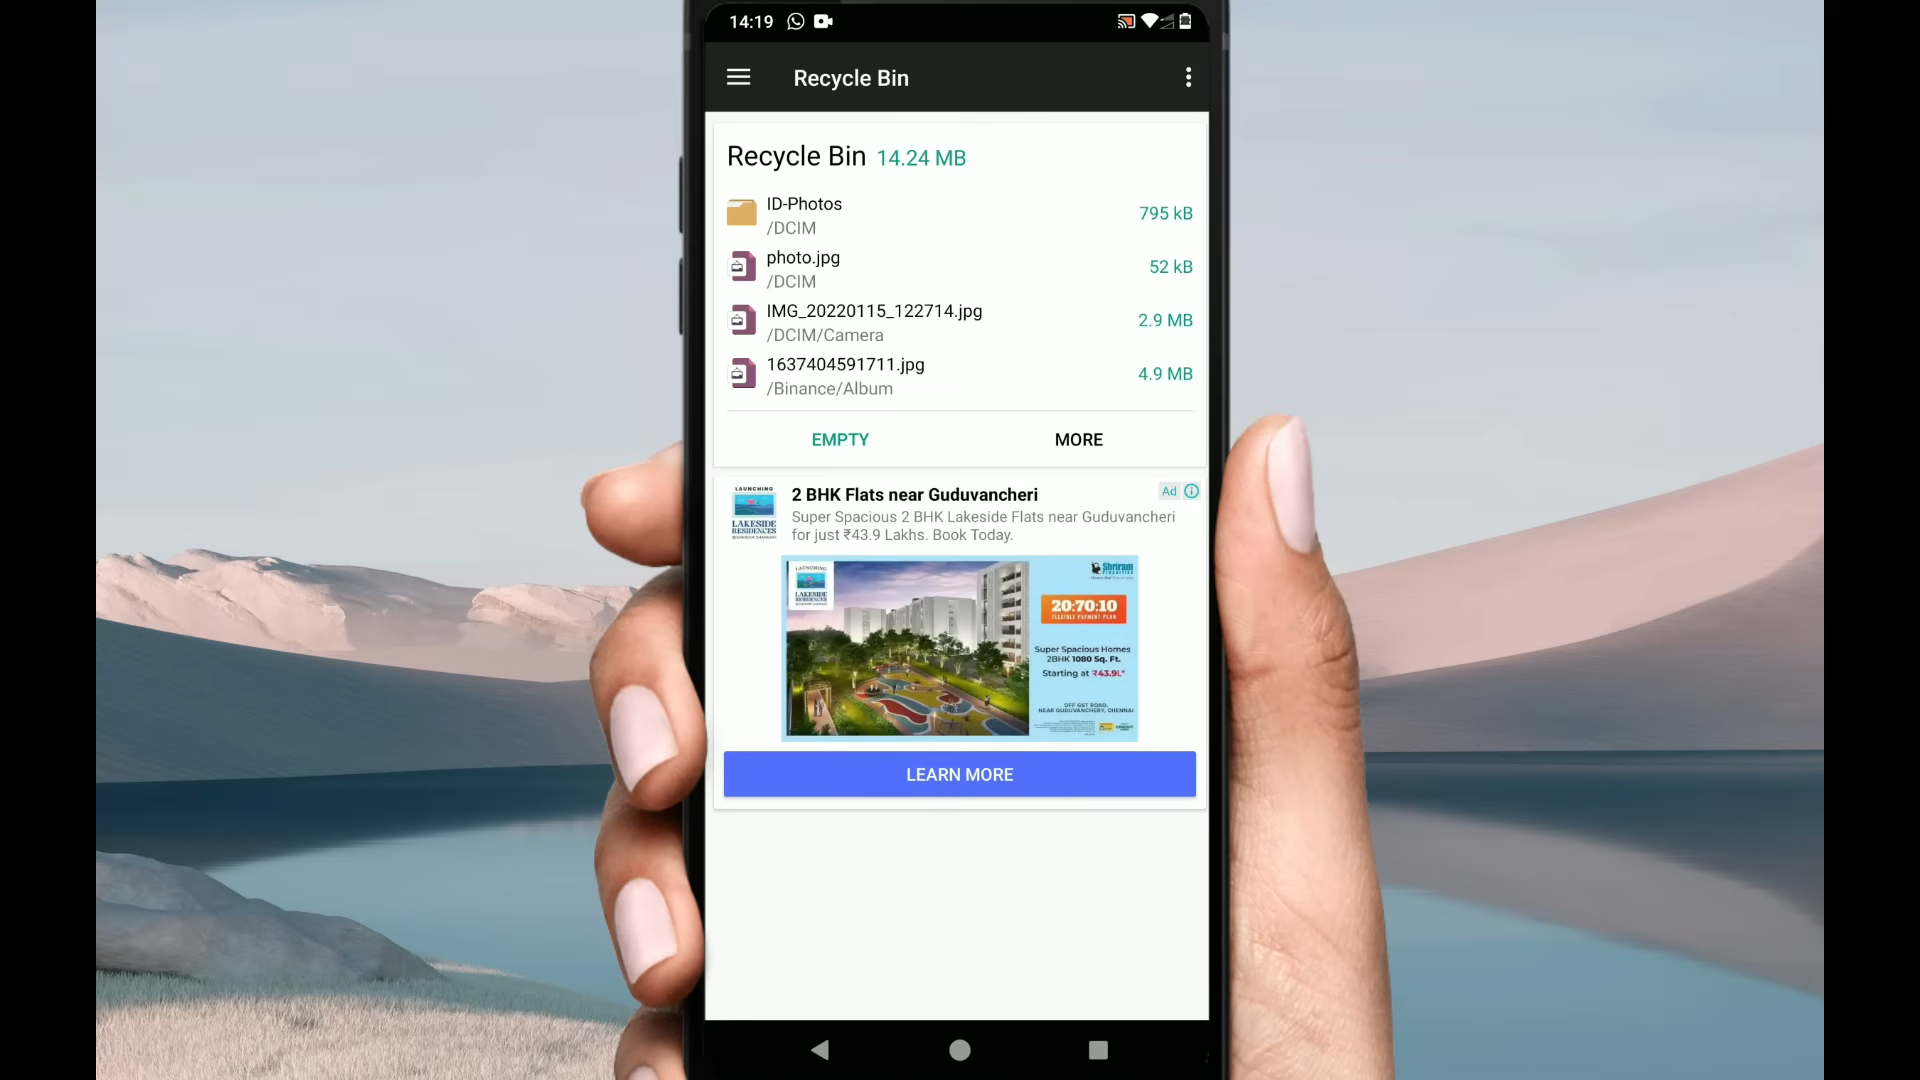 14:19
Recycle Bin
Recycle Bin 14.24 MB
ID-Photos
795 kB
/DCIM
photo.jpg
52 kB
/DCIM
IMG_20220115_122714.jpg
2.9 MB
/DCIM/Camera
1637404591711.jpg
4.9 MB
/Binance/Album
EMPTY
MORE
LAUNCHING
LAKESIDE
RESIDENCES
2 BHK Flats near Guduvancheri
Ad
Super Spacious 2 BHK Lakeside Flats near Guduvancheri
for just ₹43.9 Lakhs. Book Today.
LAUNCHING
LAKESIDE
RESIDENCES
Shriram
20:70:10
FLEXIBLE PAYMENT PLAN
Super Spacious Homes
2BHK 1080 Sq. Ft.
Starting at ₹43.9L*
OFF GST ROAD,
NEAR GUDUVANCHERY, CHENNAI
LEARN MORE